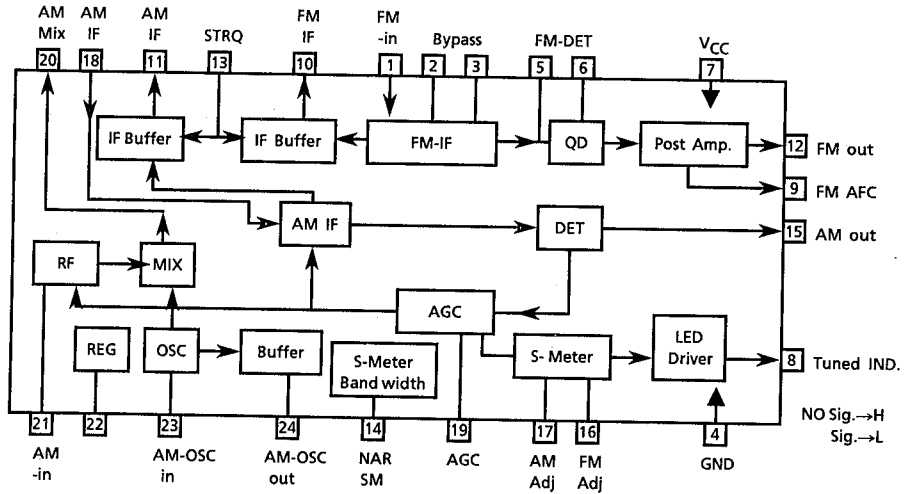 AM Mix
AM IF
AM IF
STRQ
FM IF
FM -in
Bypass
FM-DET
VCC
20
18
11
13
10
1
2
3
5
6
7
IF Buffer
IF Buffer
FM-IF
QD
Post Amp.
12 FM out
9 FM AFC
AM IF
DET
15 AM out
RF
MIX
AGC
REG
OSC
Buffer
S-Meter
Band width
S- Meter
LED
Driver
8 Tuned IND.
NO Sig.→H
Sig.→L
21
22
23
24
14
19
17
16
4
AM -in
AM-OSC in
AM-OSC out
NAR SM
AGC
AM Adj
FM Adj
GND